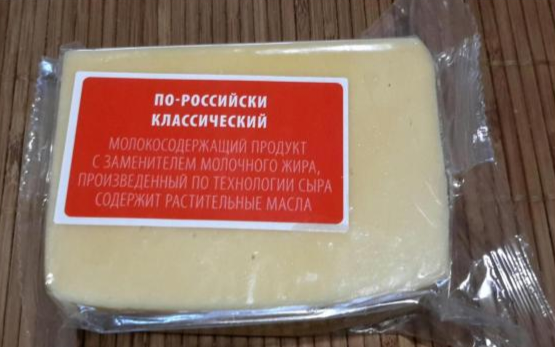 ПО-РОССИЙСКИ
КЛАССИЧЕСКИЙ
МОЛОКОСОДЕРЖАЩИЙ ПРОДУКТ
С ЗАМЕНИТЕЛЕМ МОЛОЧНОГО ЖИРА,
ПРОИЗВЕДЕННЫЙ ПО ТЕХНОЛОГИИ СЫРА
СОДЕРЖИТ РАСТИТЕЛЬНЫЕ МАСЛА